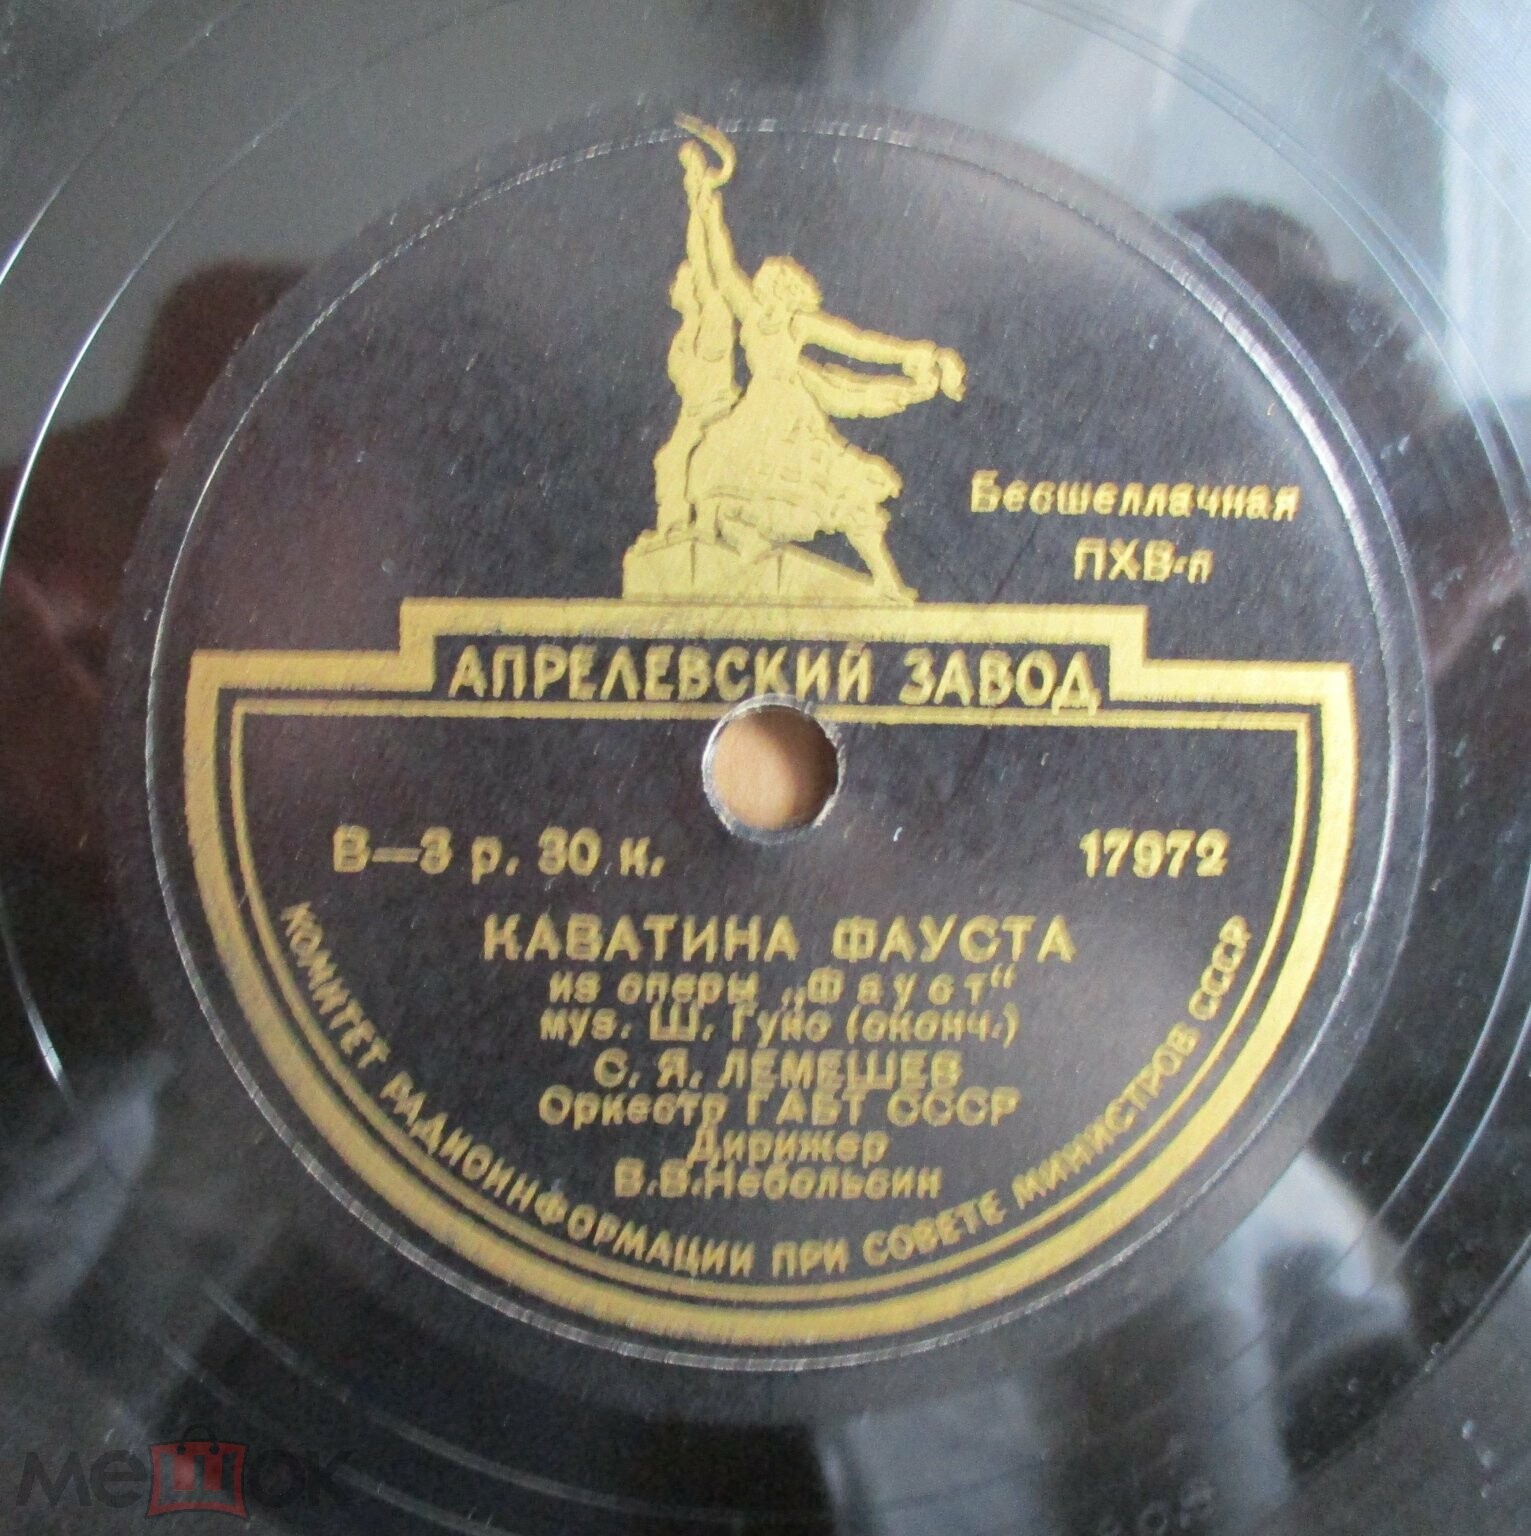 Бесшеллачная
ПХВ-п
АПРЕЛЕВСКИЙ ЗАВОД
В—3 р. 30 к.
17972
КАВАТИНА ФАУСТА
из оперы „Фауст“
муз. Ш. Гуно (оконч.)
С. Я. ЛЕМЕШЕВ
Оркестр ГАБТ СССР
Дирижер
В.В.Небольсин
КОМИТЕТ РАДИОИНФОРМАЦИИ ПРИ СОВЕТЕ МИНИСТРОВ СССР
мешок